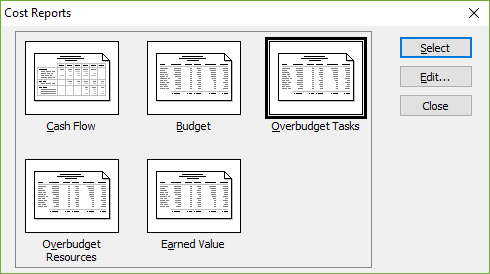 Cost Reports
Select
Edit...
Close
Cash Flow
Budget
Overbudget Tasks
Overbudget
Resources
Earned Value